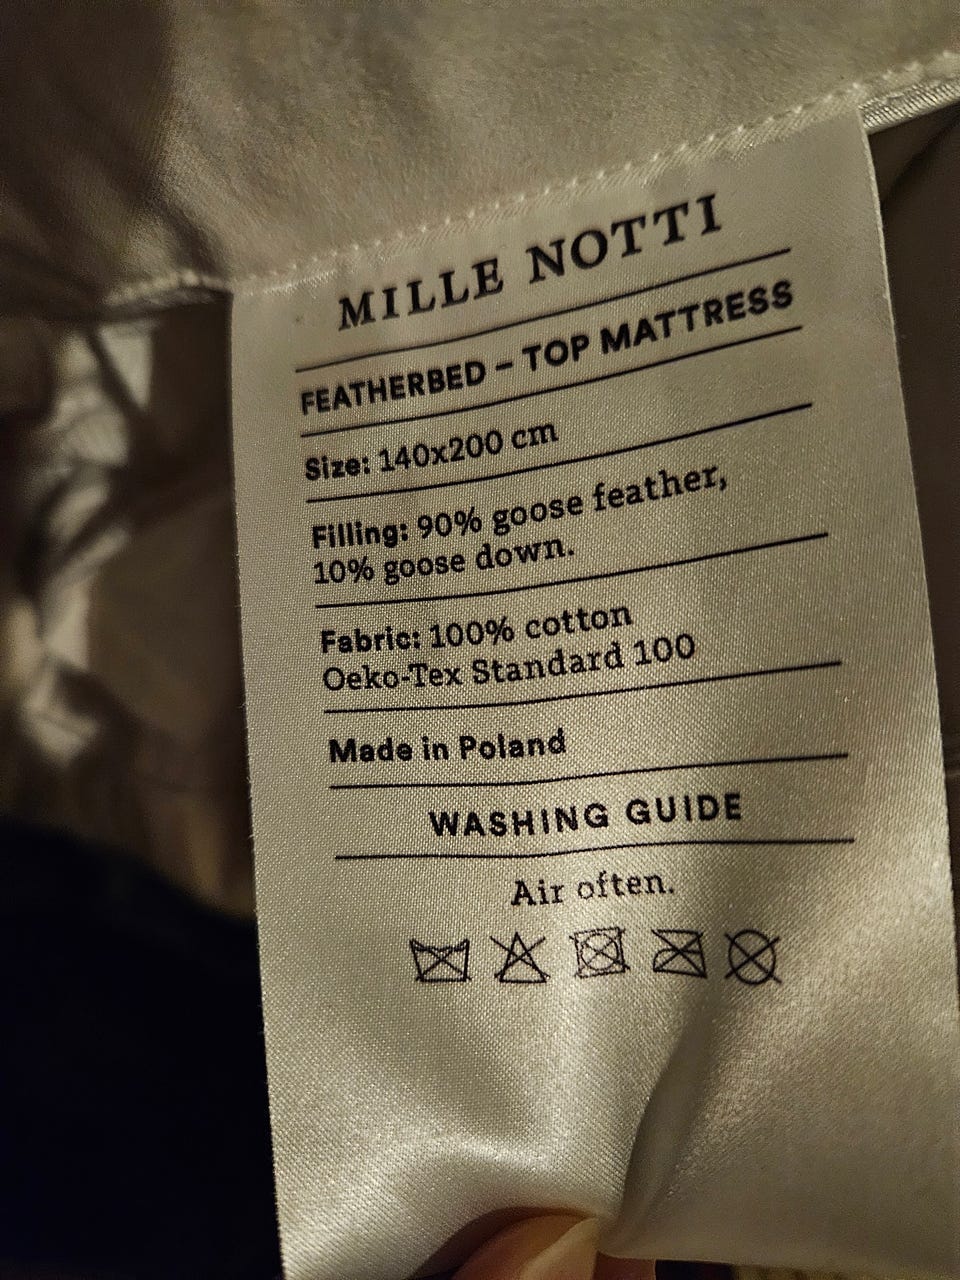 MILLE NOTTI
FEATHERBED – TOP MATTRESS
Size: 140x200 cm
Filling: 90% goose feather,
10% goose down.
Fabric: 100% cotton
Oeko-Tex Standard 100
Made in Poland
WASHING GUIDE
Air often.